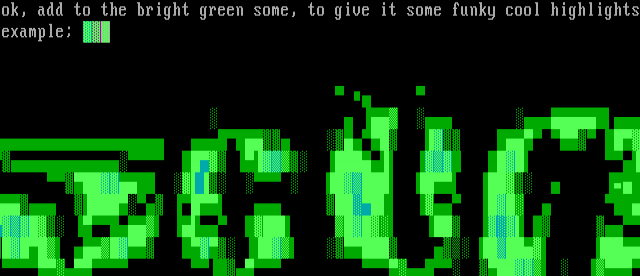 ok, add to the bright green some, to give it some funky cool highlights
example; ▓▒█